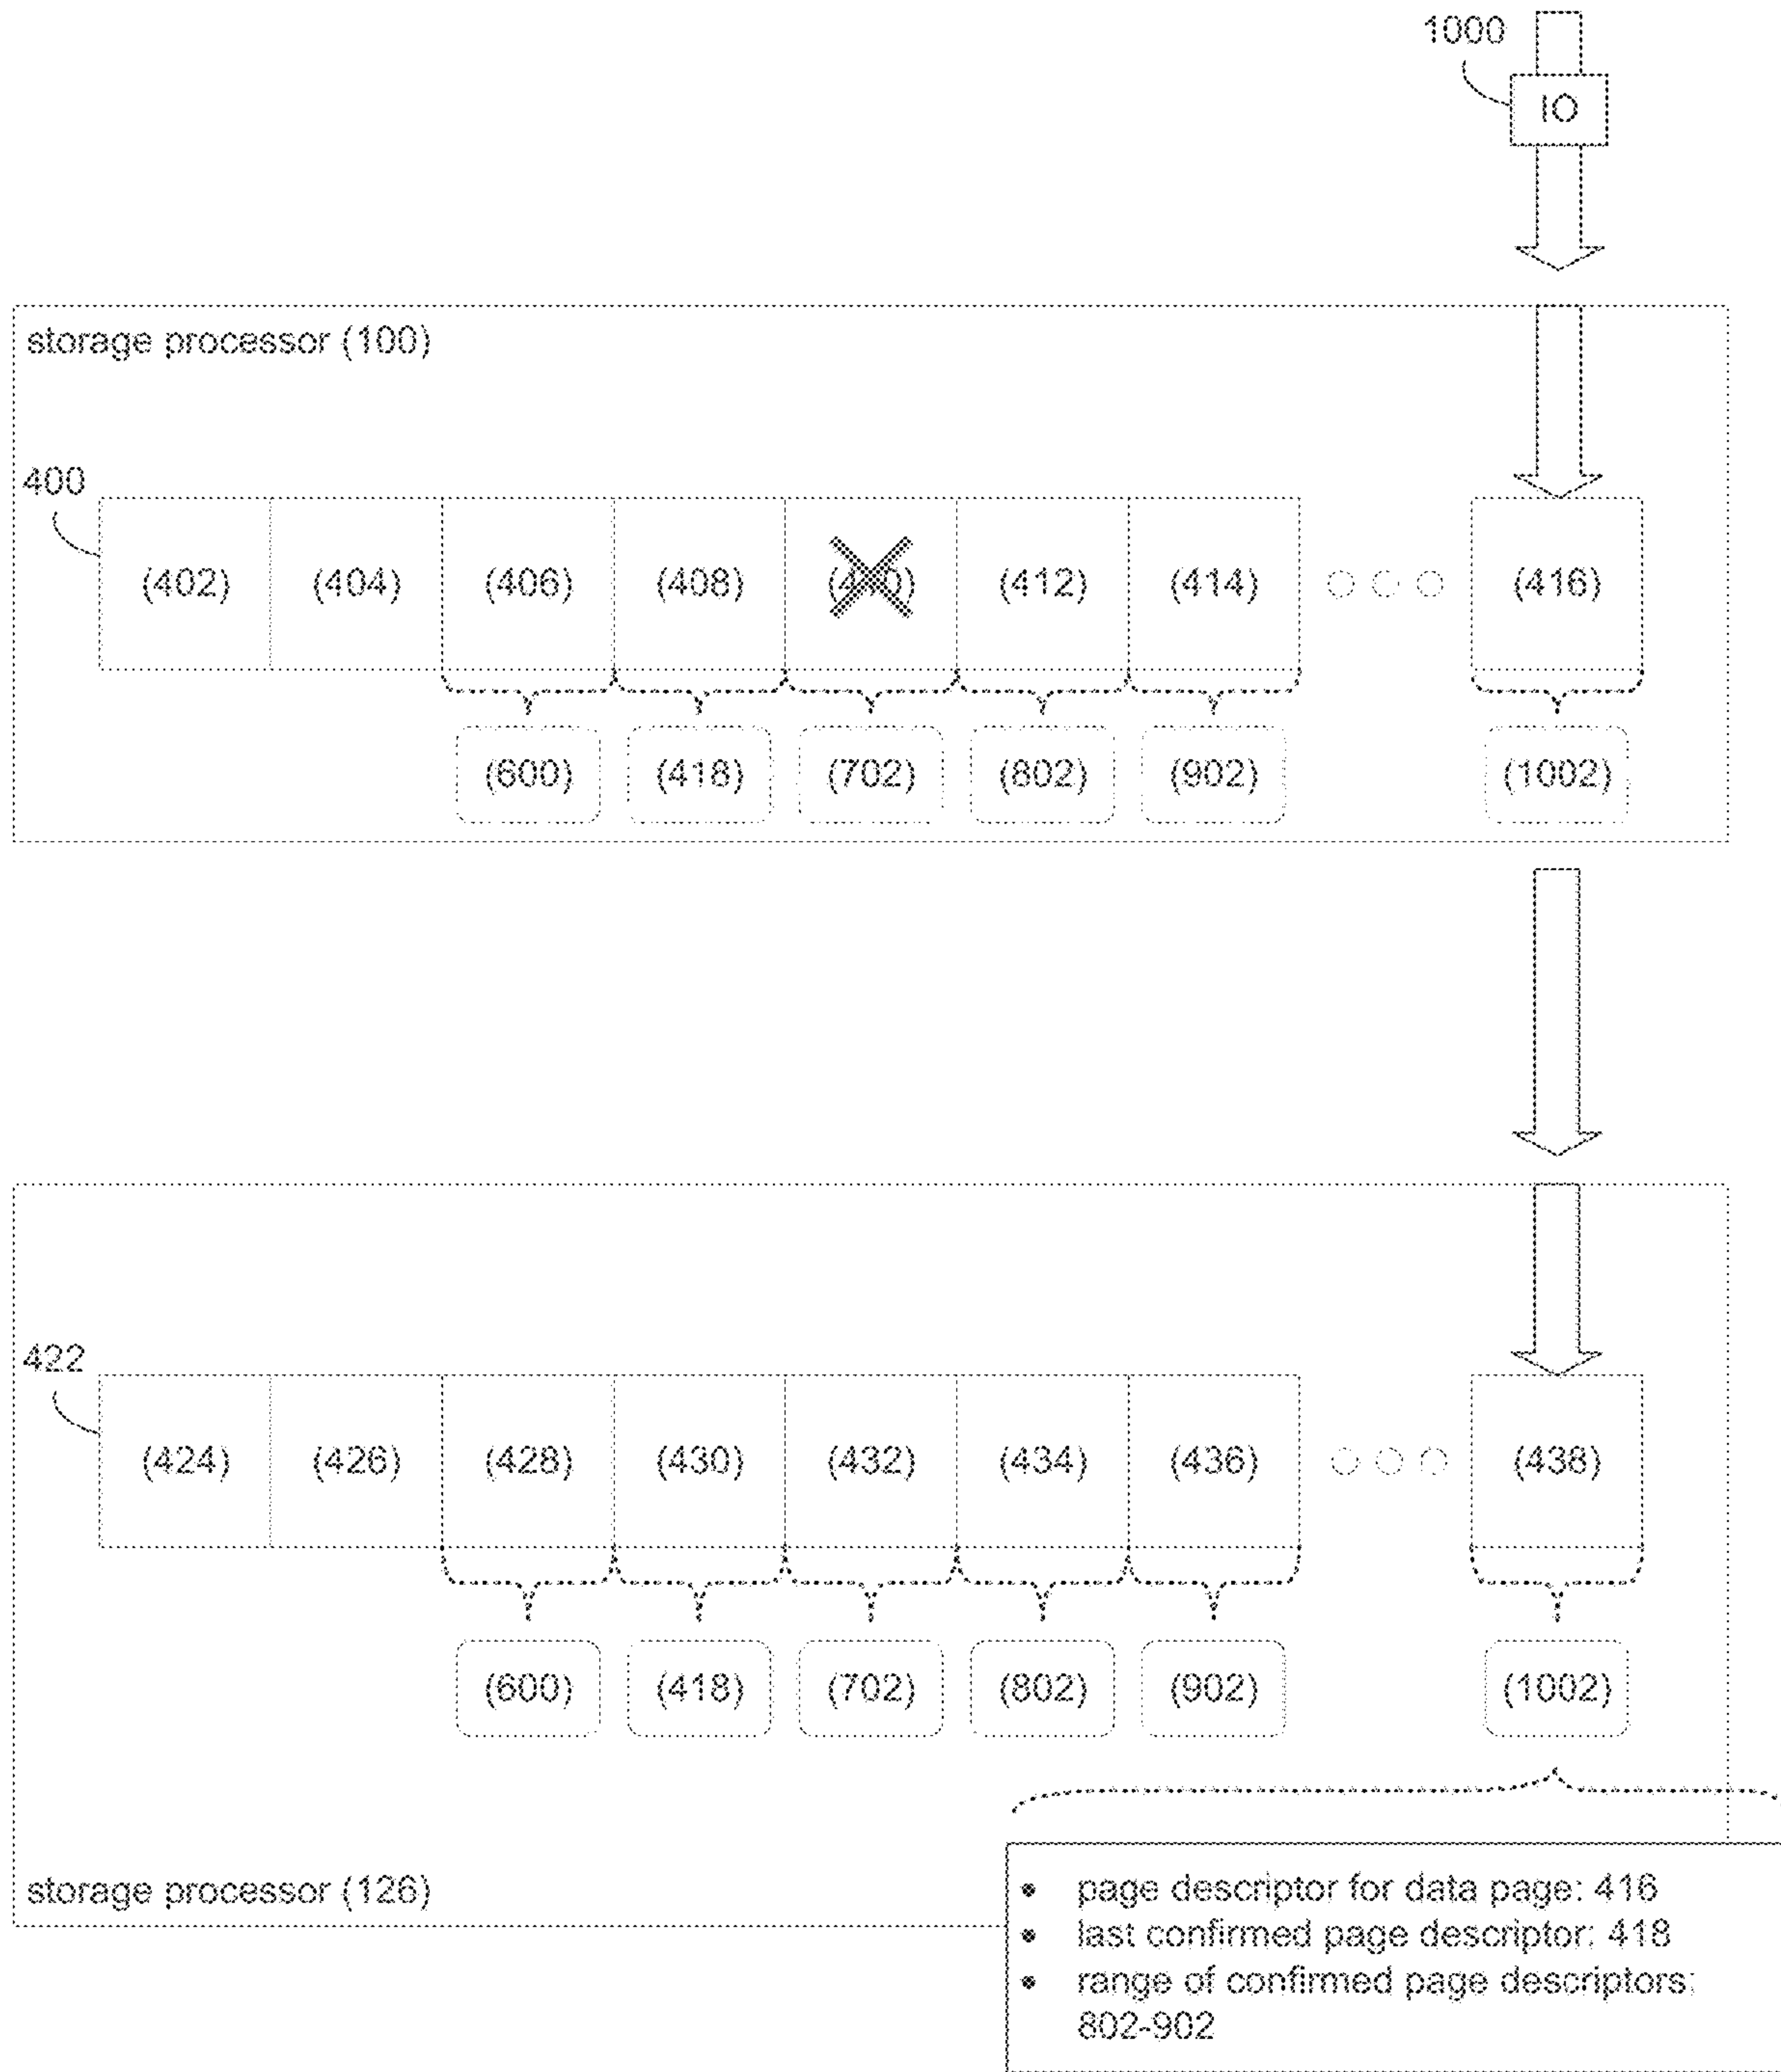 1000
IO
storage processor (100)
400
(402) (404) (406) (408) (412) (414) (416)
(600) (418) (702) (802) (902) (1002)
422
(424) (426) (428) (430) (432) (434) (436) (438)
(600) (418) (702) (802) (902) (1002)
storage processor (126)
• page descriptor for data page: 416
• last confirmed page descriptor: 418
• range of confirmed page descriptors:
802-902